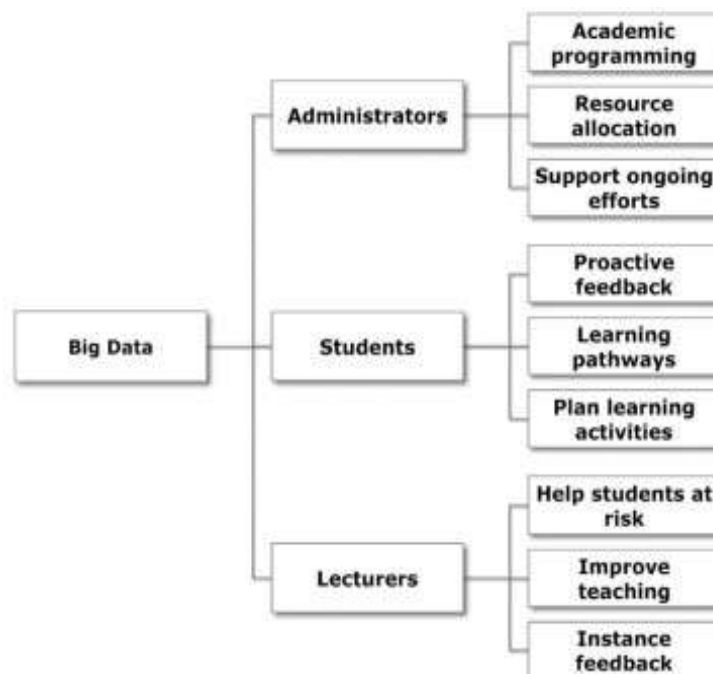 Academic
programming
Administrators
Resource
allocation
Support ongoing
efforts
Proactive
feedback
Big Data
Students
Learning
pathways
Plan learning
activities
Help students at
risk
Lecturers
Improve
teaching
Instance
feedback